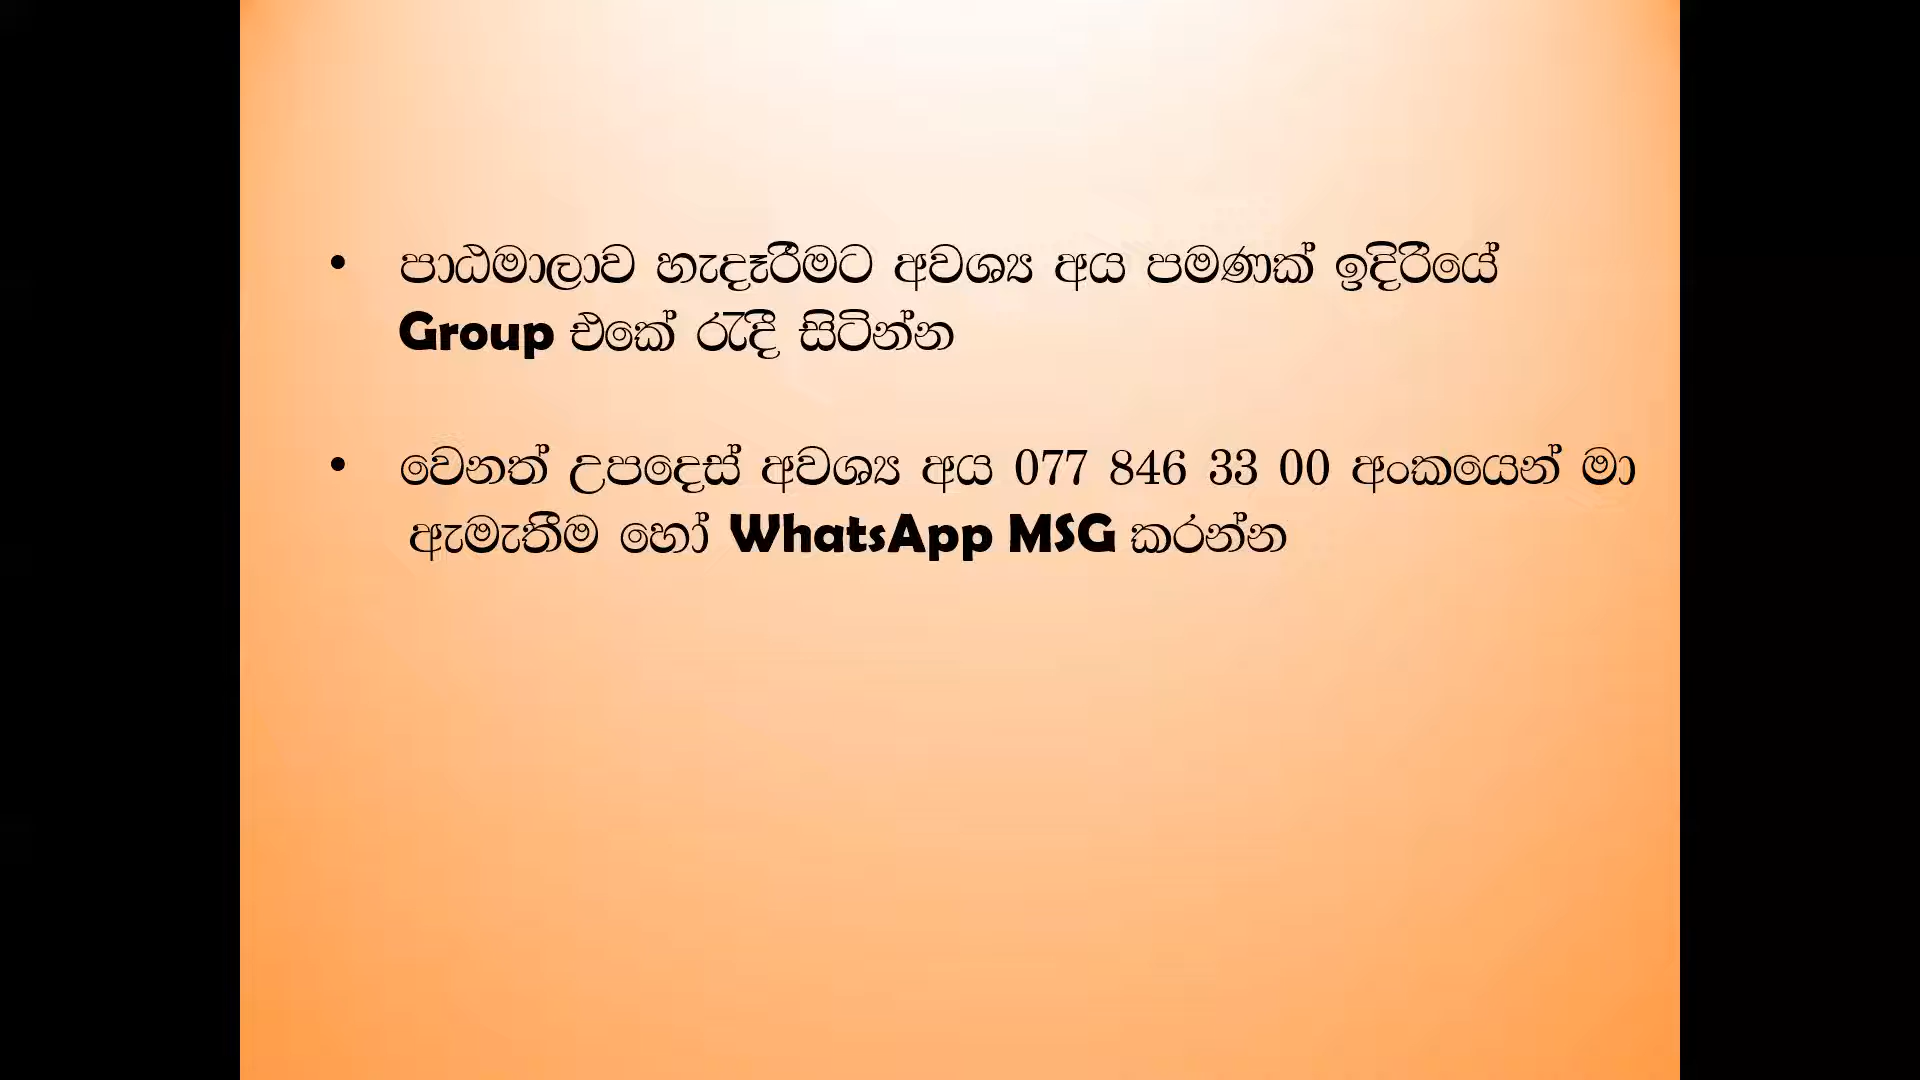 • පාඨමාලාව හැදෑරීමට අවශ්‍ය අය පමණක් ඉදිරියේ
Group එකේ රැදී සිටින්න
• වෙනත් උපදෙස් අවශ්‍ය අය 077 846 33 00 අංකයෙන් මා
ඇමැතීම හෝ WhatsApp MSG කරන්න